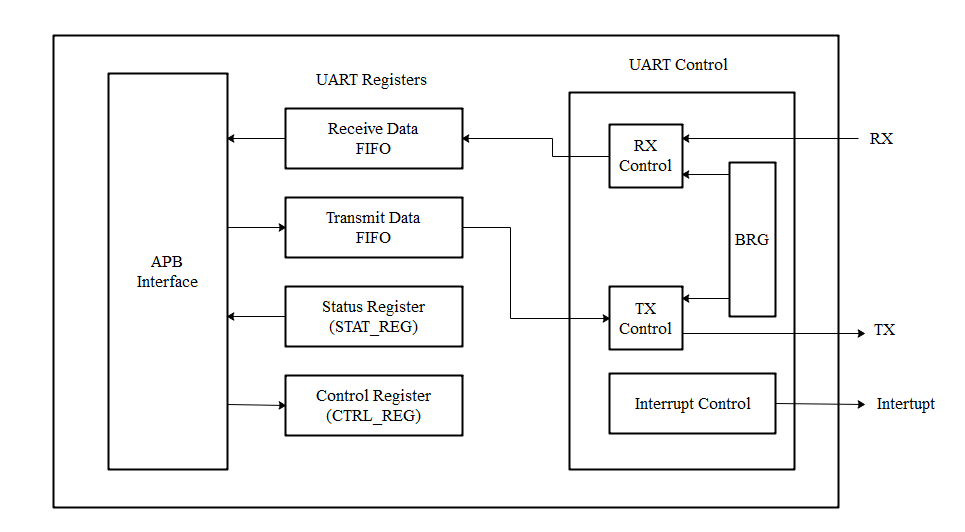 UART Registers
UART Control
APB
Interface
Receive Data
FIFO
Transmit Data
FIFO
Status Register
(STAT_REG)
Control Register
(CTRL_REG)
RX
Control
BRG
TX
Control
Interrupt Control
RX
TX
Intertupt